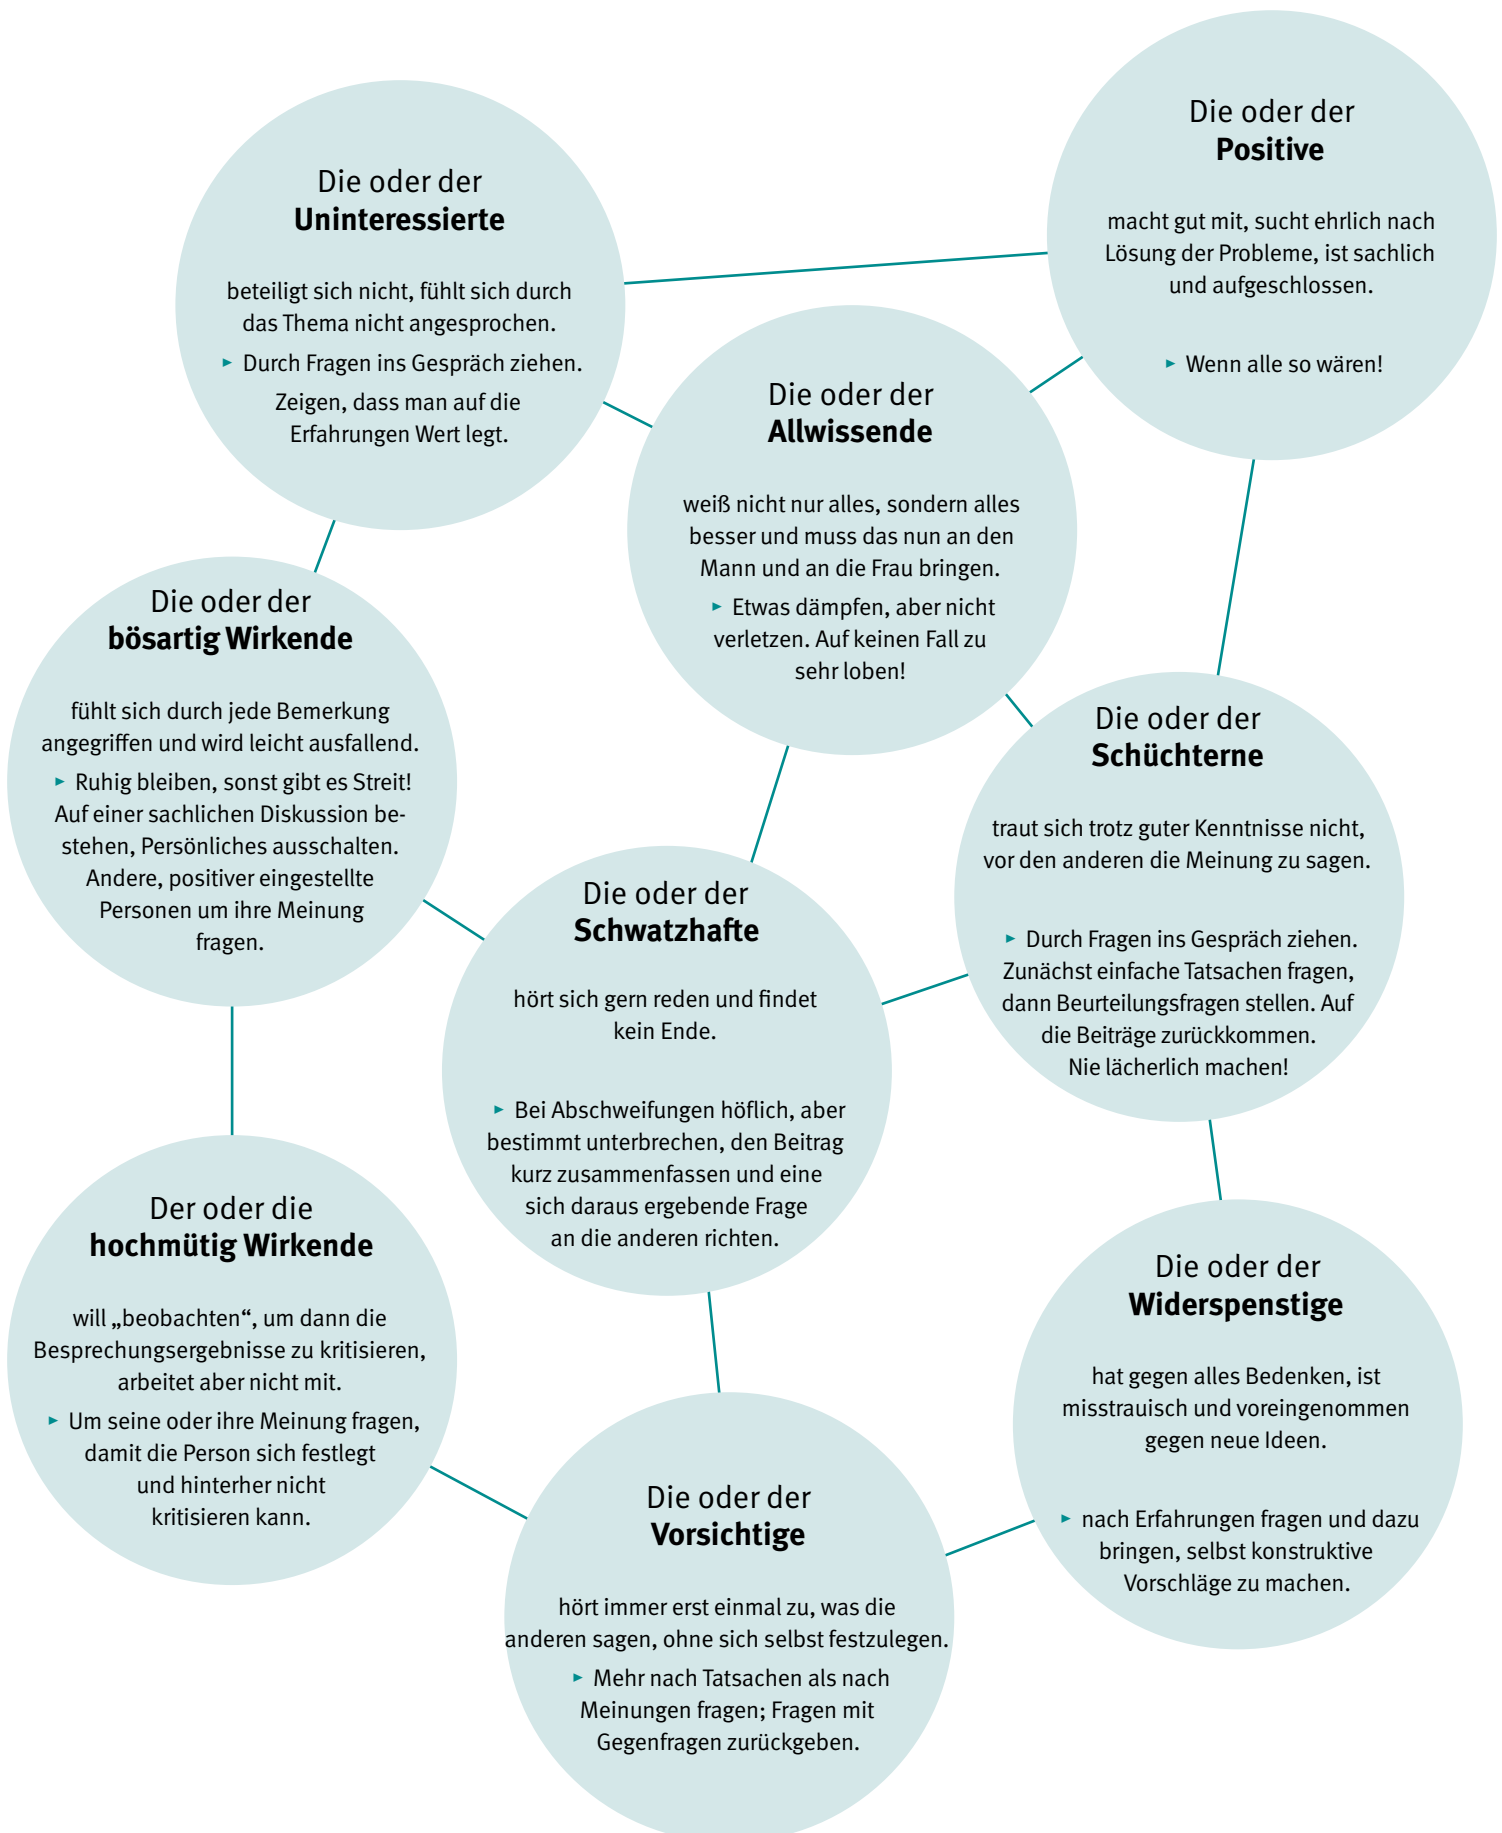 Die oder der
Uninteressierte
beteiligt sich nicht, fühlt sich durch
das Thema nicht angesprochen.
▸ Durch Fragen ins Gespräch ziehen.
Zeigen, dass man auf die
Erfahrungen Wert legt.
Die oder der
Positive
macht gut mit, sucht ehrlich nach
Lösung der Probleme, ist sachlich
und aufgeschlossen.
▸ Wenn alle so wären!
Die oder der
Allwissende
weiß nicht nur alles, sondern alles
besser und muss das nun an den
Mann und an die Frau bringen.
▸ Etwas dämpfen, aber nicht
verletzen. Auf keinen Fall zu
sehr loben!
Die oder der
bösartig Wirkende
fühlt sich durch jede Bemerkung
angegriffen und wird leicht ausfallend.
▸ Ruhig bleiben, sonst gibt es Streit!
Auf einer sachlichen Diskussion be-
stehen, Persönliches ausschalten.
Andere, positiver eingestellte
Personen um ihre Meinung
fragen.
Die oder der
Schüchterne
traut sich trotz guter Kenntnisse nicht,
vor den anderen die Meinung zu sagen.
▸ Durch Fragen ins Gespräch ziehen.
Zunächst einfache Tatsachen fragen,
dann Beurteilungsfragen stellen. Auf
die Beiträge zurückkommen.
Nie lächerlich machen!
Die oder der
Schwatzhafte
hört sich gern reden und findet
kein Ende.
▸ Bei Abschweifungen höflich, aber
bestimmt unterbrechen, den Beitrag
kurz zusammenfassen und eine
sich daraus ergebende Frage
an die anderen richten.
Der oder die
hochmütig Wirkende
will „beobachten“, um dann die
Besprechungsergebnisse zu kritisieren,
arbeitet aber nicht mit.
▸ Um seine oder ihre Meinung fragen,
damit die Person sich festlegt
und hinterher nicht
kritisieren kann.
Die oder der
Widerspenstige
hat gegen alles Bedenken, ist
misstrauisch und voreingenommen
gegen neue Ideen.
▸ nach Erfahrungen fragen und dazu
bringen, selbst konstruktive
Vorschläge zu machen.
Die oder der
Vorsichtige
hört immer erst einmal zu, was die
anderen sagen, ohne sich selbst festzulegen.
▸ Mehr nach Tatsachen als nach
Meinungen fragen; Fragen mit
Gegenfragen zurückgeben.